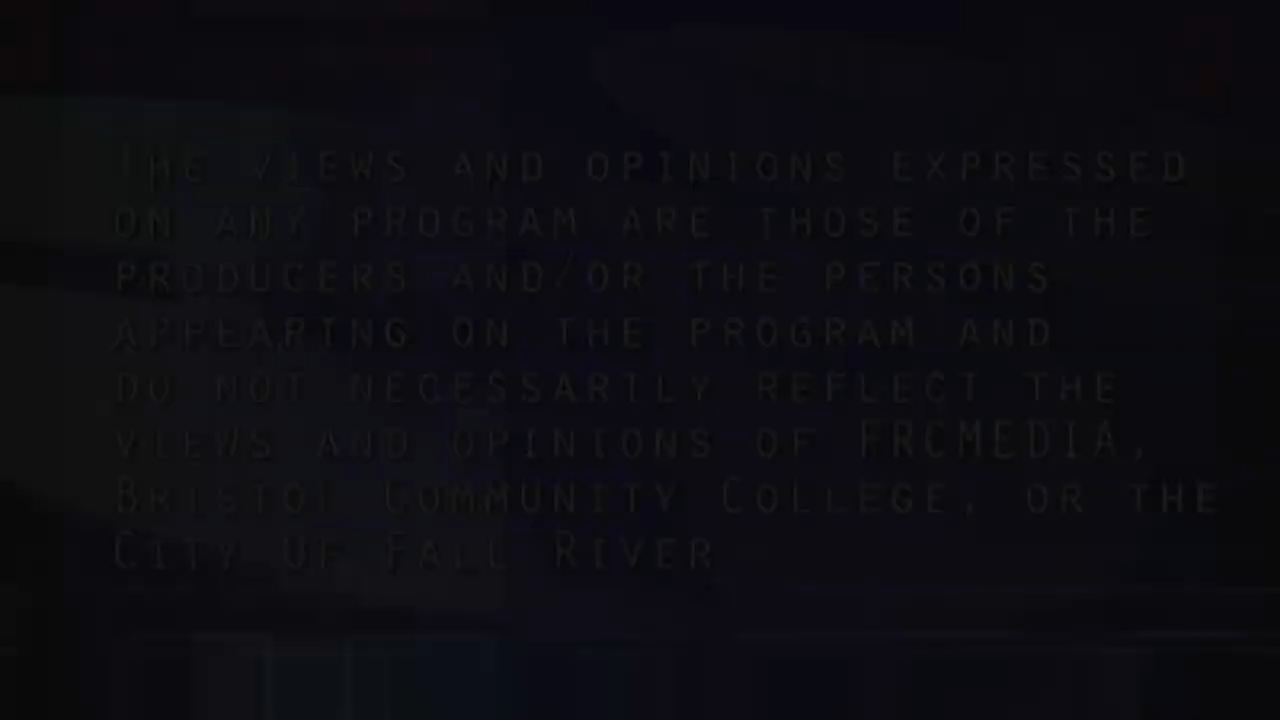 THE VIEWS AND OPINIONS EXPRESSED
ON ANY PROGRAM ARE THOSE OF THE
PRODUCERS AND/OR THE PERSONS
APPEARING ON THE PROGRAM AND
DO NOT NECESSARILY REFLECT THE
VIEWS AND OPINIONS OF FRCMEDIA,
BRISTOL COMMUNITY COLLEGE, OR THE
CITY OF FALL RIVER